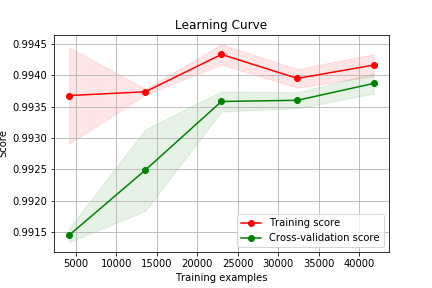 Learning Curve
0.9945
0.9940
0.9935
0.9930
0.9925
0.9920
0.9915
Score
Training score
Cross-validation score
5000 10000 15000 20000 25000 30000 35000 40000
Training examples